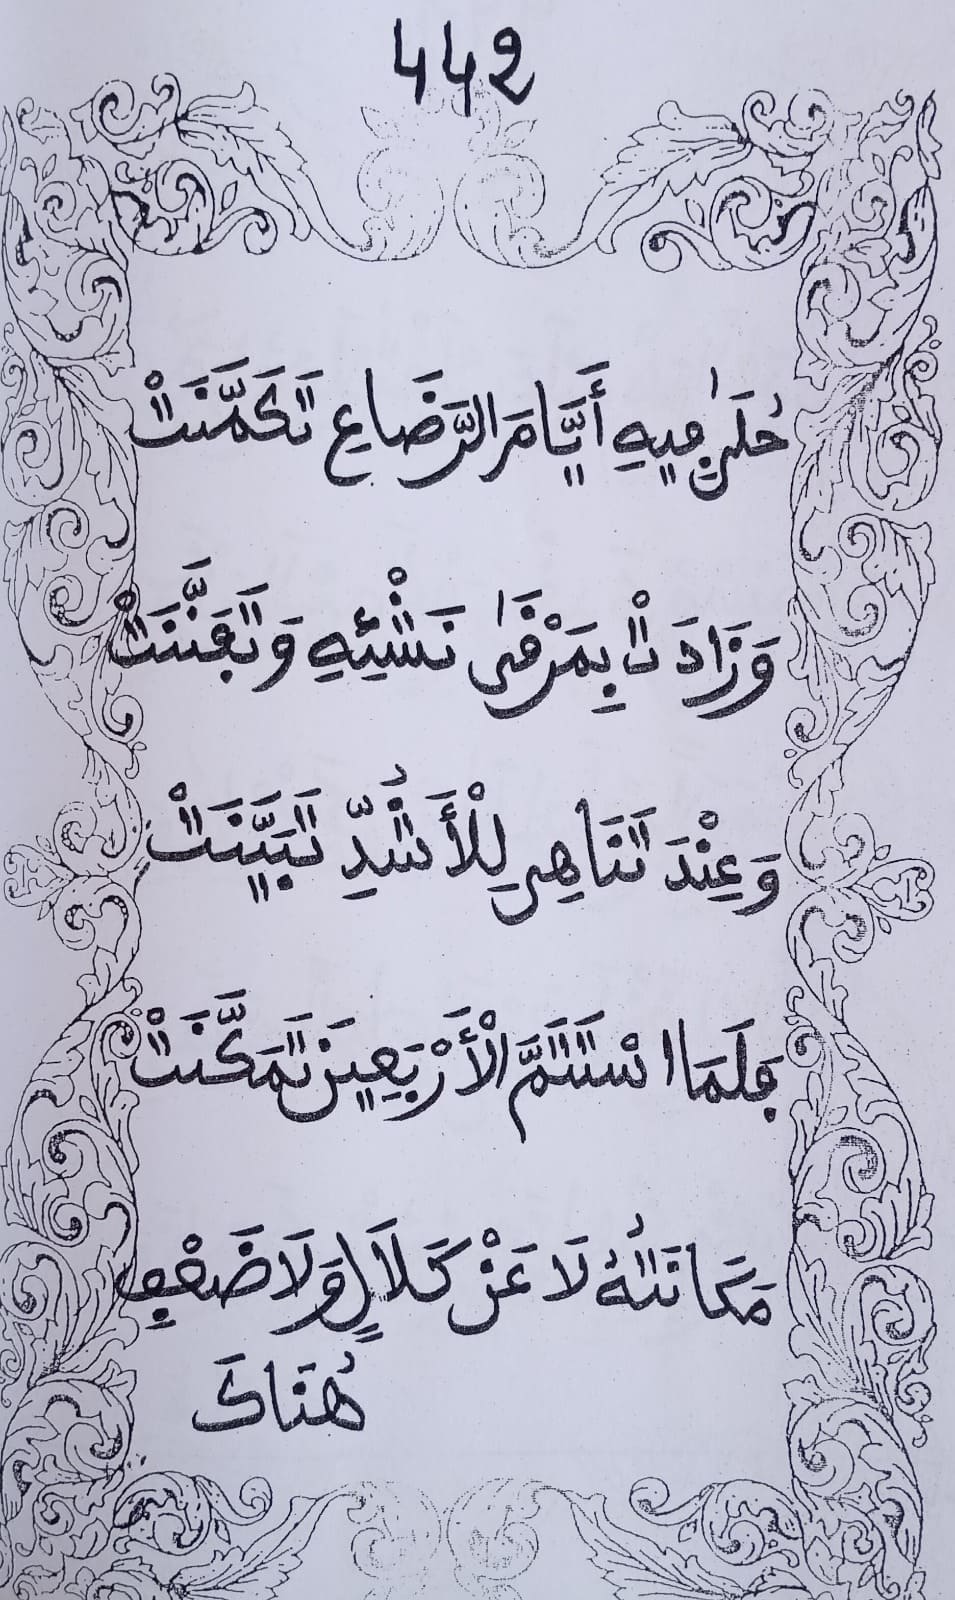 442
حُلَىٰ فِيهِ أَيَّامَ الرَّضَاعِ تَكَمَّنَتْ
وَزَادَتْ بِمَرْقَىٰ نَشْئِهِ وَتَفَنَّنَتْ
وَعِنْدَ تَنَاهِي لِلْأَشُدِّ تَبَيَّنَتْ
فَلَمَا اسْتَتَمَّ الْأَرْبَعِينَ تَمَكَّنَتْ
مَكَانَتُهُ لَا عَنْ كَلَالٍ وَلَا ضَعْفِ
هُنَاكَ